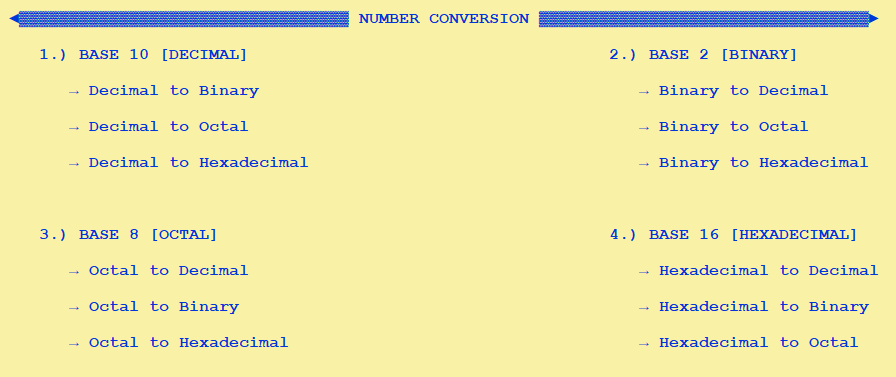 NUMBER CONVERSION
1.) BASE 10 [DECIMAL]
→ Decimal to Binary
→ Decimal to Octal
→ Decimal to Hexadecimal
2.) BASE 2 [BINARY]
→ Binary to Decimal
→ Binary to Octal
→ Binary to Hexadecimal
3.) BASE 8 [OCTAL]
→ Octal to Decimal
→ Octal to Binary
→ Octal to Hexadecimal
4.) BASE 16 [HEXADECIMAL]
→ Hexadecimal to Decimal
→ Hexadecimal to Binary
→ Hexadecimal to Octal